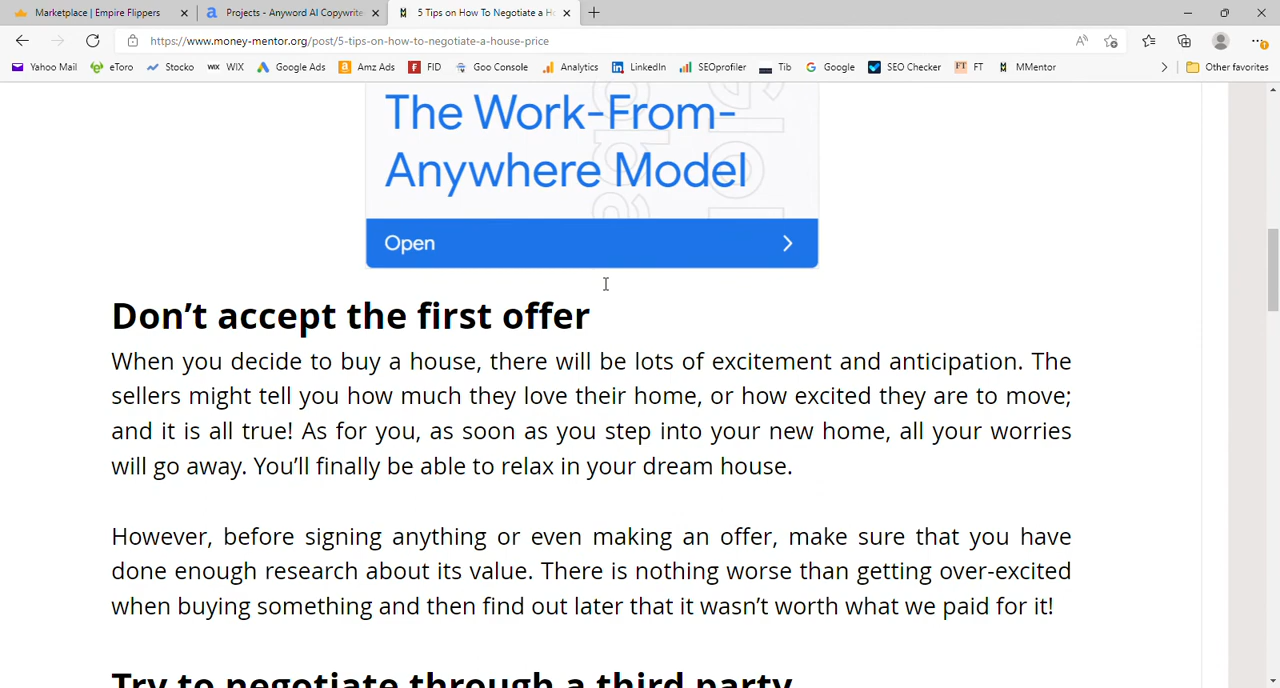 Marketplace | Empire Flippers
Projects - Anyword AI Copywrite
5 Tips on How To Negotiate a H
https://www.money-mentor.org/post/5-tips-on-how-to-negotiate-a-house-price
Yahoo Mail eToro Stocko WIX Google Ads Amz Ads FID Goo Console Analytics LinkedIn SEOprofiler Tib Google SEO Checker FT MMentor Other favorites
The Work-From-
Anywhere Model
Open
Don’t accept the first offer
When you decide to buy a house, there will be lots of excitement and anticipation. The
sellers might tell you how much they love their home, or how excited they are to move;
and it is all true! As for you, as soon as you step into your new home, all your worries
will go away. You’ll finally be able to relax in your dream house.
However, before signing anything or even making an offer, make sure that you have
done enough research about its value. There is nothing worse than getting over-excited
when buying something and then find out later that it wasn’t worth what we paid for it!
Try to negotiate through a third party